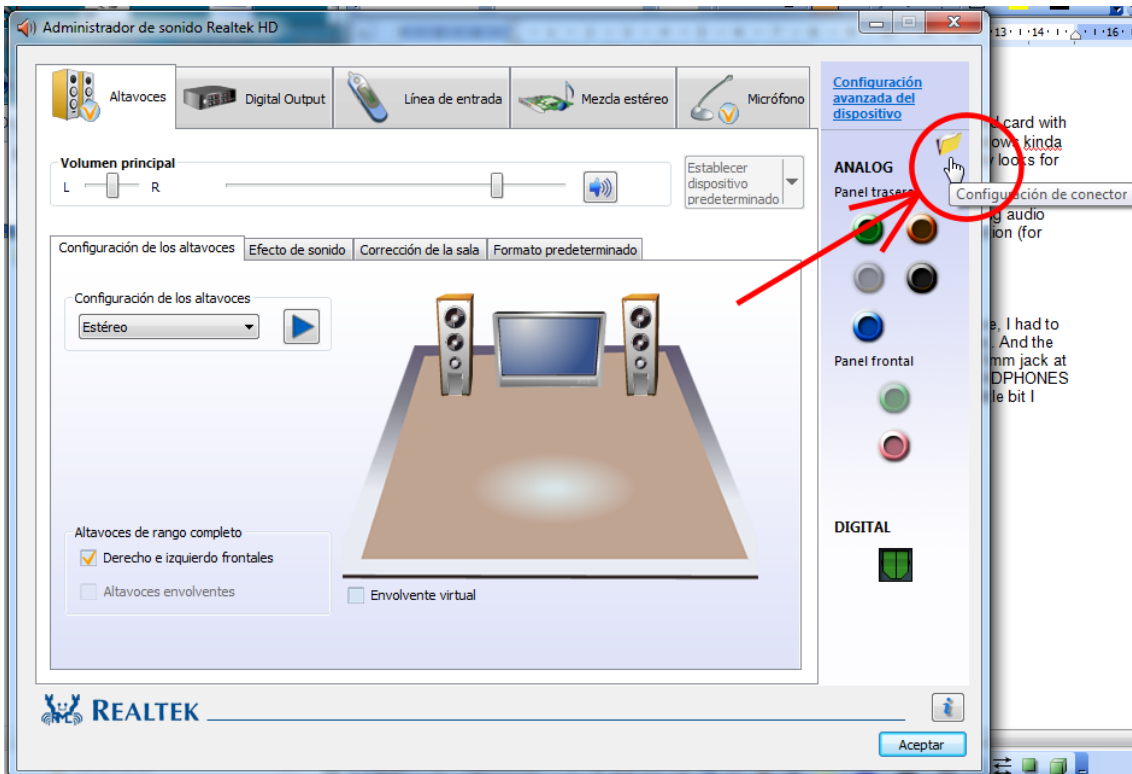 Administrador de sonido Realtek HD
Altavoces
Digital Output
Línea de entrada
Mezcla estéreo
Micrófono
Configuración
avanzada del
dispositivo
Volumen principal
L
R
Establecer
dispositivo
predeterminado
ANALOG
Panel trasero
Configuración de conector
Configuración de los altavoces
Efecto de sonido
Corrección de la sala
Formato predeterminado
Configuración de los altavoces
Estéreo
Panel frontal
DIGITAL
Altavoces de rango completo
Derecho e izquierdo frontales
Altavoces envolventes
Envolvente virtual
REALTEK
Aceptar
13 14 16
card with
kinda
looks for
audio
(for
I had to
And the
mm jack at
bit I